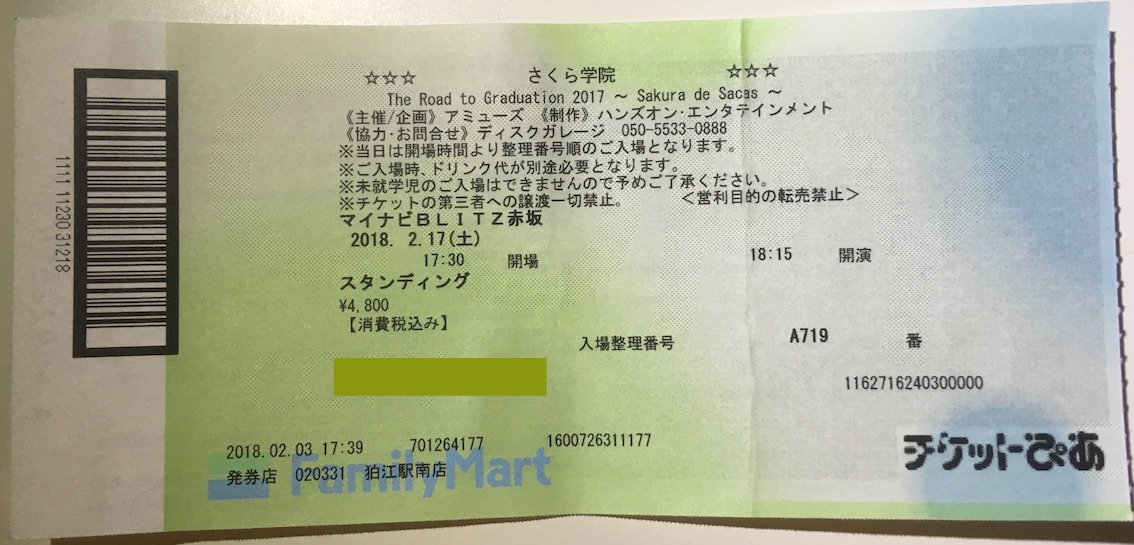 ☆☆☆ さくら学院 ☆☆☆
The Road to Graduation 2017 ～ Sakura de Sacas ～
《主催/企画》アミューズ 《制作》ハンズオン・エンタテインメント
《協力・お問合せ》ディスクガレージ 050-5533-0888
※当日は開場時間より整理番号順のご入場となります。
※ご入場時、ドリンク代が別途必要となります。
※未就学児のご入場はできませんので予めご了承ください。
※チケットの第三者への譲渡一切禁止。 ＜営利目的の転売禁止＞
マイナビＢＬＩＴＺ赤坂
2018. 2.17(土)
17:30 開場 18:15 開演
スタンディング
¥4,800
【消費税込み】
入場整理番号 A719 番
1162716240300000
2018.02.03 17:39 701264177 1600726311177
発券店 020331 狛江駅南店
FamilyMart
チケットぴあ
1111 11230 31218